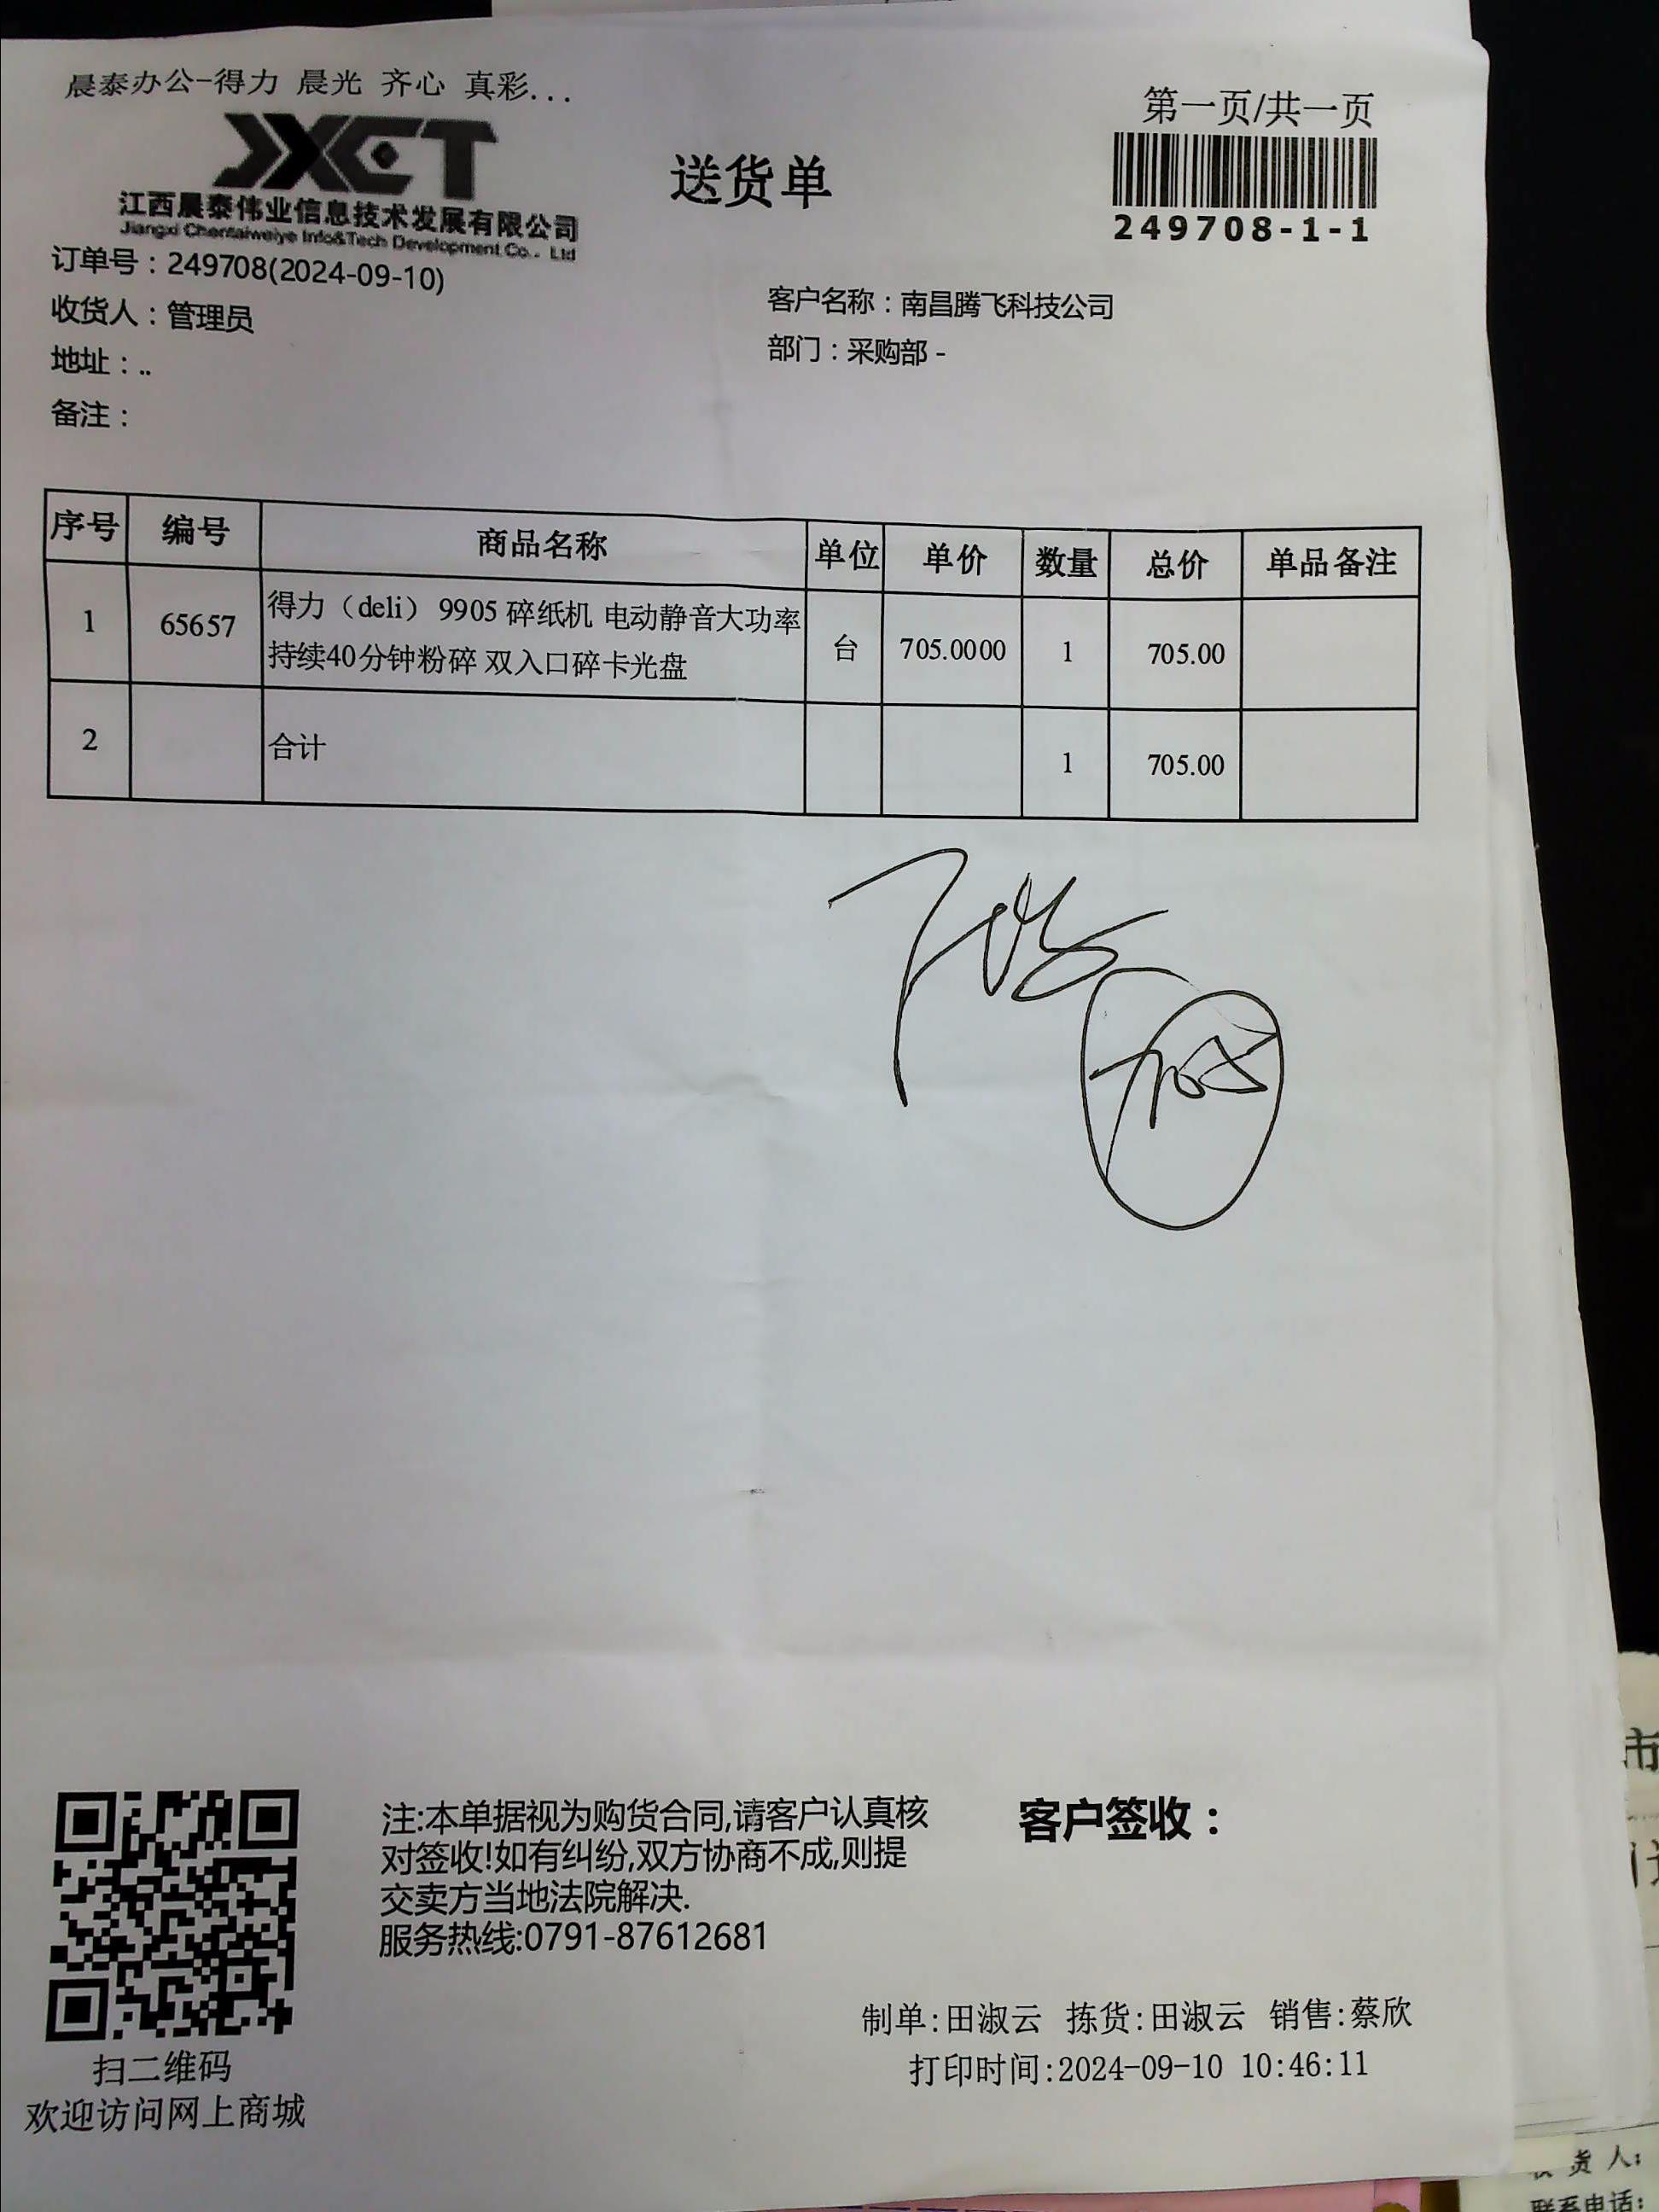 晨泰办公-得力 晨光 齐心 真彩...
JXCT
江西晨泰伟业信息技术发展有限公司
Jiangxi Chentaiweiye Info&Tech Development Co.. Ltd
送货单
第一页/共一页
249708-1-1
订单号：249708(2024-09-10)
收货人：管理员
客户名称：南昌腾飞科技公司
地址：..
部门：采购部 -
备注：
序号 编号 商品名称 单位 单价 数量 总价 单品备注
1 65657 得力（deli） 9905 碎纸机 电动静音大功率 台 705.0000 1 705.00
持续40分钟粉碎 双入口碎卡光盘
2 合计 1 705.00
注:本单据视为购货合同,请客户认真核
对签收!如有纠纷,双方协商不成,则提
交卖方当地法院解决.
服务热线:0791-87612681
客户签收：
扫二维码
欢迎访问网上商城
制单:田淑云 拣货:田淑云 销售:蔡欣
打印时间:2024-09-10 10:46:11
市
货 人:
联系电话: